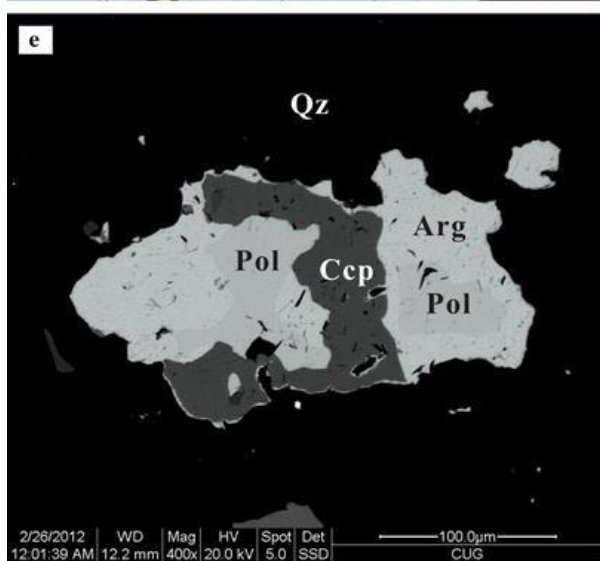 e
Qz
Arg
Pol
Ccp
Pol
2/26/2012 WD Mag HV Spot Det 100.0µm
12:01:39 AM 12.2 mm 400x 20.0 kV 5.0 SSD CUG